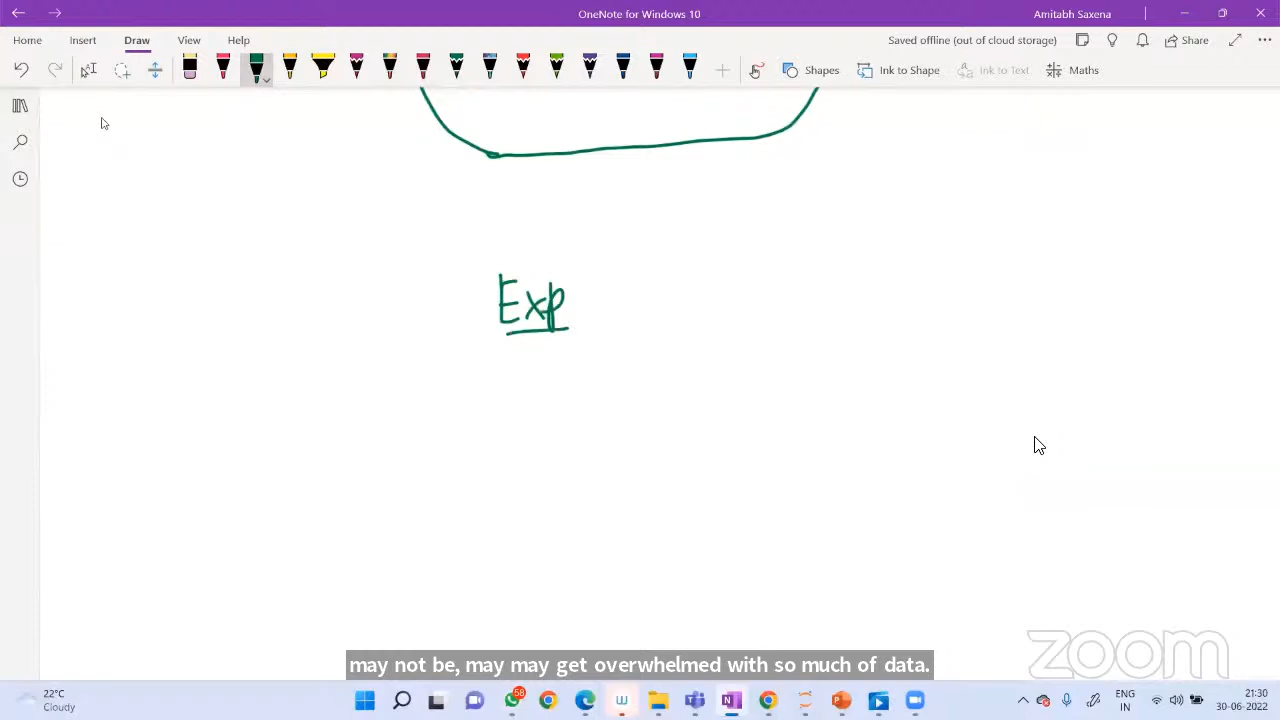 OneNote for Windows 10
Amitabh Saxena
Home Insert Draw View Help
Saved offline (out of cloud storage)
Share
Shapes
Ink to Shape
Ink to Text
Maths
Exp
may not be, may may get overwhelmed with so much of data.
zoom
22°C
Cloudy
58
ENG
IN
21:30
30-06-2022